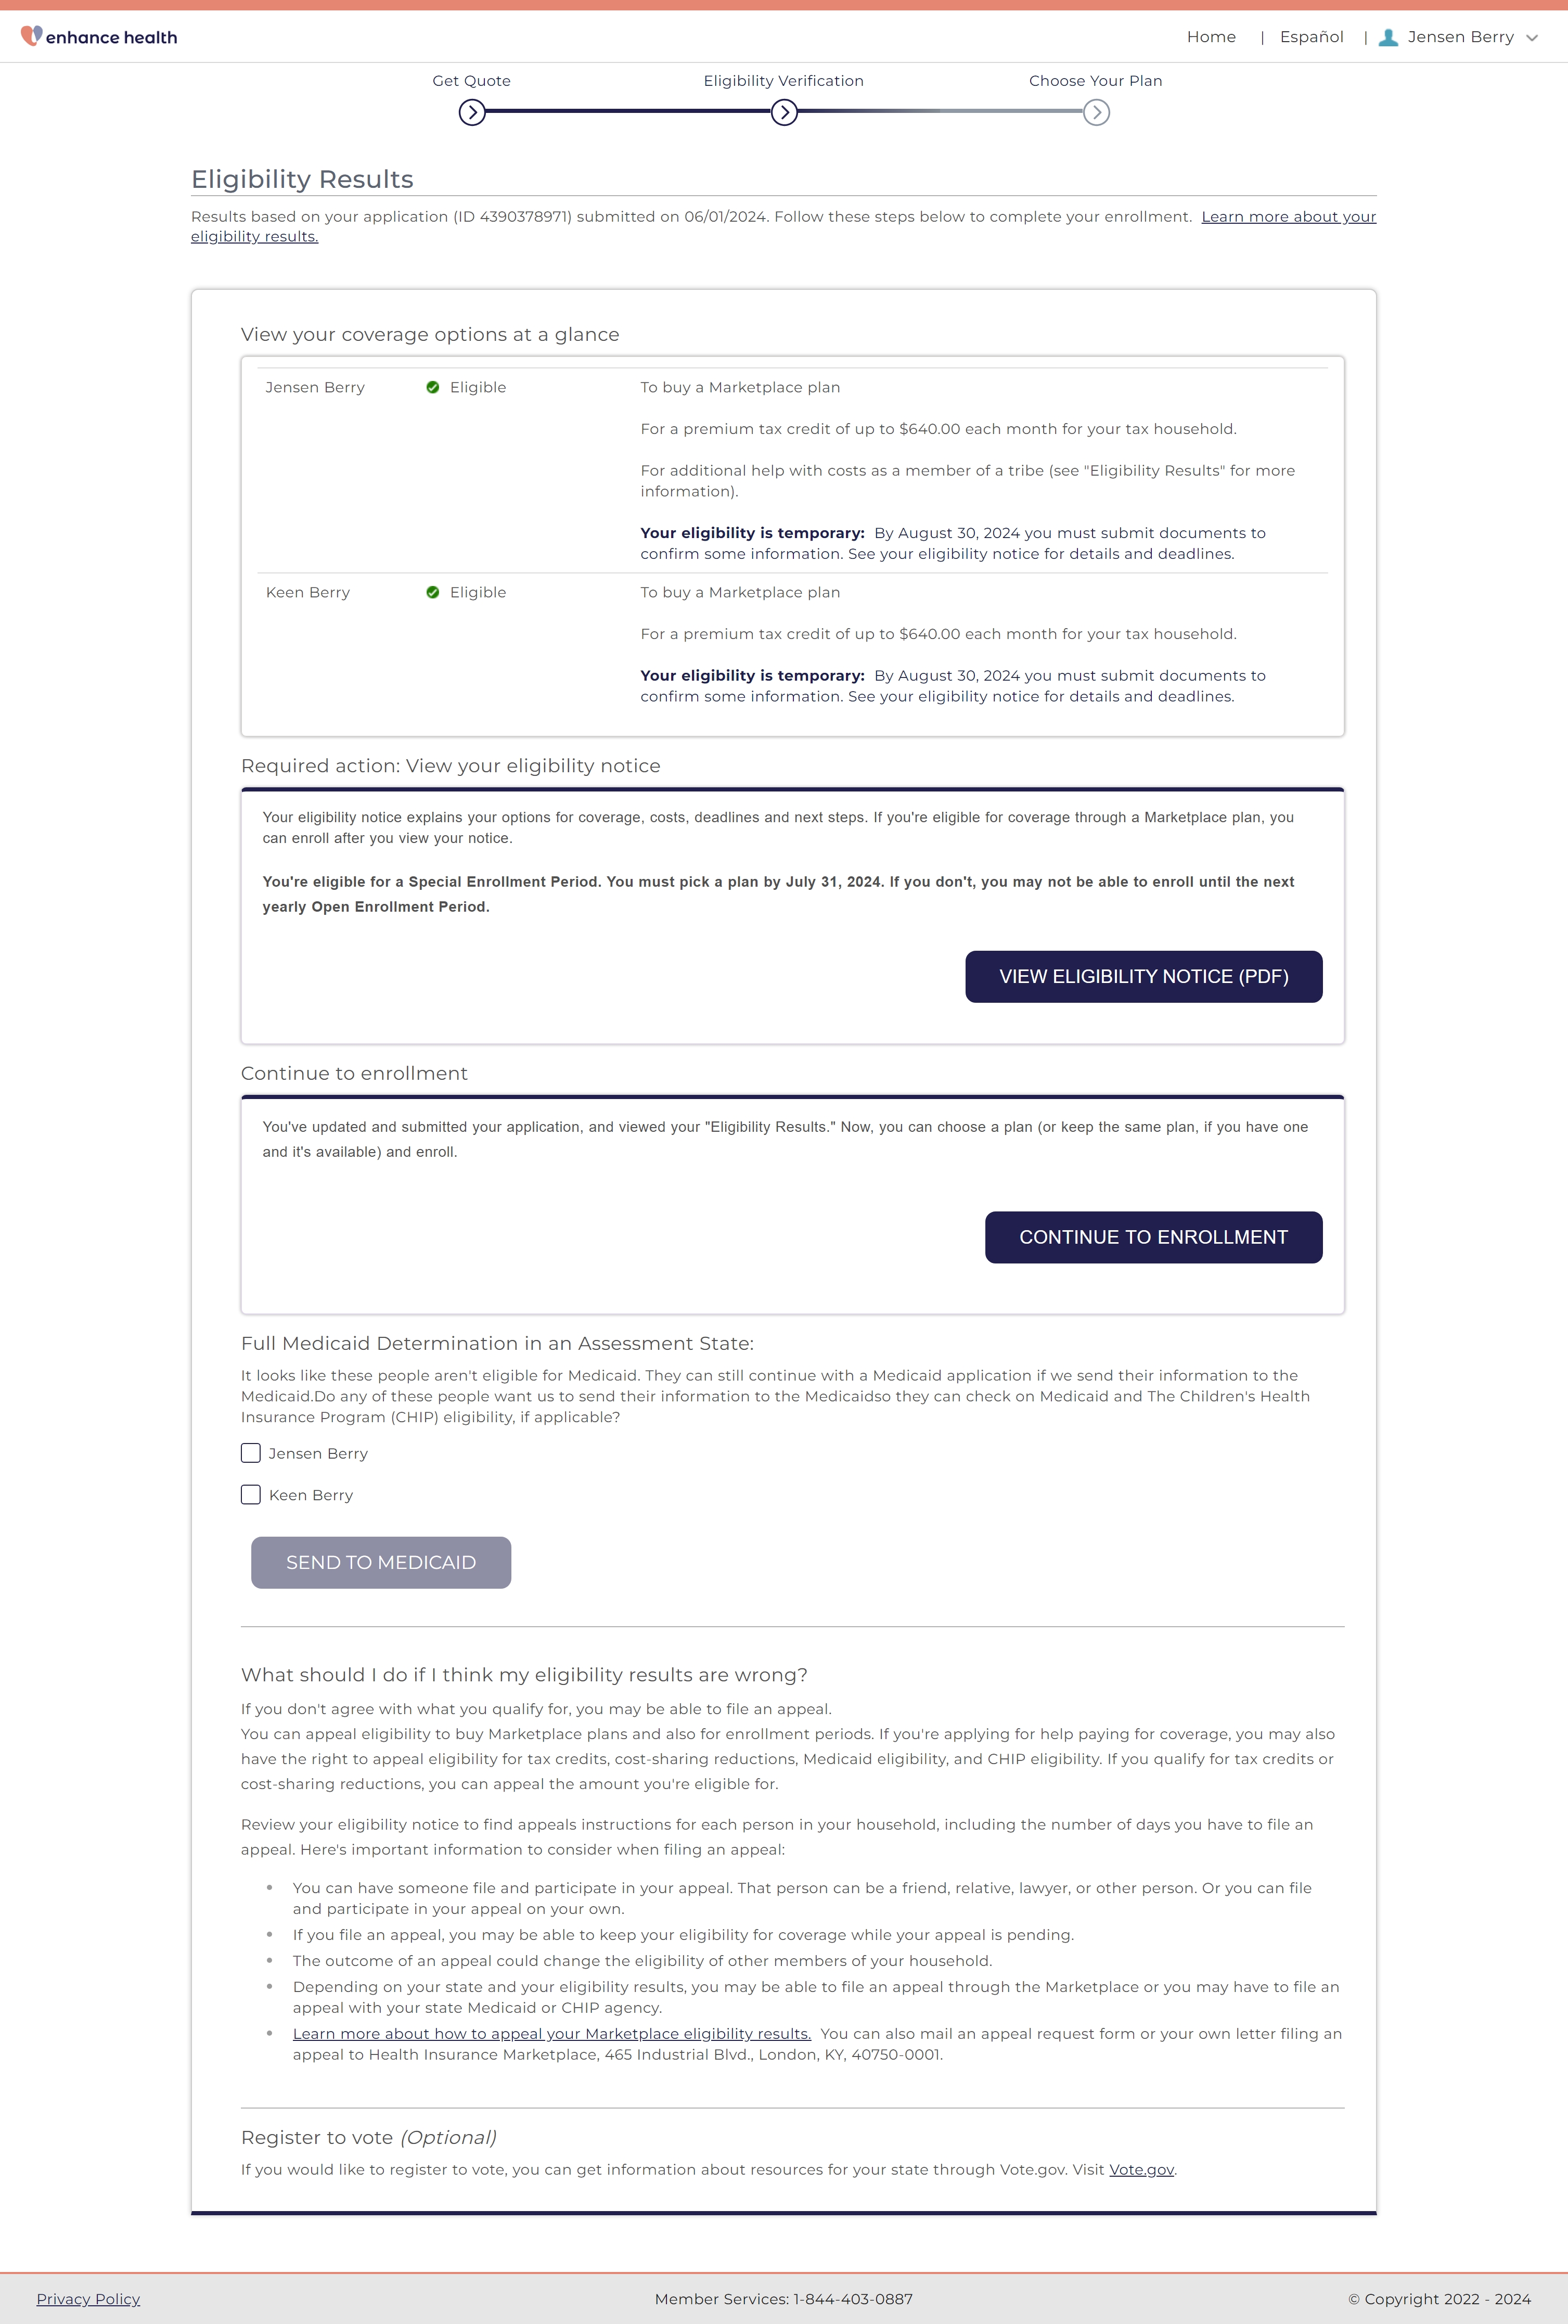 enhance health
Home | Español | Jensen Berry
Get Quote Eligibility Verification Choose Your Plan
Eligibility Results
Results based on your application (ID 4390378971) submitted on 06/01/2024. Follow these steps below to complete your enrollment. Learn more about your
eligibility results.
View your coverage options at a glance
Jensen Berry Eligible To buy a Marketplace plan
For a premium tax credit of up to $640.00 each month for your tax household.
For additional help with costs as a member of a tribe (see "Eligibility Results" for more
information).
Your eligibility is temporary: By August 30, 2024 you must submit documents to
confirm some information. See your eligibility notice for details and deadlines.
Keen Berry Eligible To buy a Marketplace plan
For a premium tax credit of up to $640.00 each month for your tax household.
Your eligibility is temporary: By August 30, 2024 you must submit documents to
confirm some information. See your eligibility notice for details and deadlines.
Required action: View your eligibility notice
Your eligibility notice explains your options for coverage, costs, deadlines and next steps. If you're eligible for coverage through a Marketplace plan, you
can enroll after you view your notice.
You're eligible for a Special Enrollment Period. You must pick a plan by July 31, 2024. If you don't, you may not be able to enroll until the next
yearly Open Enrollment Period.
VIEW ELIGIBILITY NOTICE (PDF)
Continue to enrollment
You've updated and submitted your application, and viewed your "Eligibility Results." Now, you can choose a plan (or keep the same plan, if you have one
and it's available) and enroll.
CONTINUE TO ENROLLMENT
Full Medicaid Determination in an Assessment State:
It looks like these people aren't eligible for Medicaid. They can still continue with a Medicaid application if we send their information to the
Medicaid.Do any of these people want us to send their information to the Medicaidso they can check on Medicaid and The Children's Health
Insurance Program (CHIP) eligibility, if applicable?
Jensen Berry
Keen Berry
SEND TO MEDICAID
What should I do if I think my eligibility results are wrong?
If you don't agree with what you qualify for, you may be able to file an appeal.
You can appeal eligibility to buy Marketplace plans and also for enrollment periods. If you're applying for help paying for coverage, you may also
have the right to appeal eligibility for tax credits, cost-sharing reductions, Medicaid eligibility, and CHIP eligibility. If you qualify for tax credits or
cost-sharing reductions, you can appeal the amount you're eligible for.
Review your eligibility notice to find appeals instructions for each person in your household, including the number of days you have to file an
appeal. Here's important information to consider when filing an appeal:
• You can have someone file and participate in your appeal. That person can be a friend, relative, lawyer, or other person. Or you can file
and participate in your appeal on your own.
• If you file an appeal, you may be able to keep your eligibility for coverage while your appeal is pending.
• The outcome of an appeal could change the eligibility of other members of your household.
• Depending on your state and your eligibility results, you may be able to file an appeal through the Marketplace or you may have to file an
appeal with your state Medicaid or CHIP agency.
• Learn more about how to appeal your Marketplace eligibility results. You can also mail an appeal request form or your own letter filing an
appeal to Health Insurance Marketplace, 465 Industrial Blvd., London, KY, 40750-0001.
Register to vote (Optional)
If you would like to register to vote, you can get information about resources for your state through Vote.gov. Visit Vote.gov.
Privacy Policy Member Services: 1-844-403-0887 © Copyright 2022 - 2024